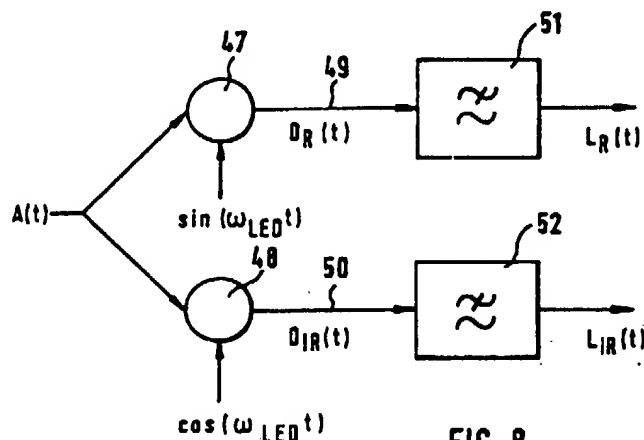 47
49
51
D_R(t)
L_R(t)
A(t)
sin(ω_LED t)
48
50
52
D_IR(t)
L_IR(t)
cos(ω_LED t)
FIG. 8